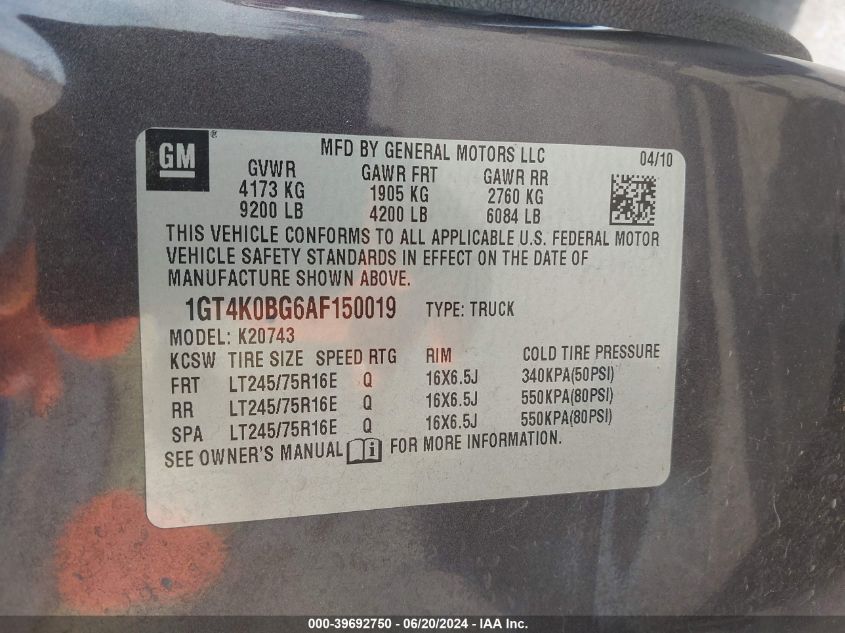 GM
MFD BY GENERAL MOTORS LLC 04/10
GVWR GAWR FRT GAWR RR
4173 KG 1905 KG 2760 KG
9200 LB 4200 LB 6084 LB
THIS VEHICLE CONFORMS TO ALL APPLICABLE U.S. FEDERAL MOTOR
VEHICLE SAFETY STANDARDS IN EFFECT ON THE DATE OF
MANUFACTURE SHOWN ABOVE.
1GT4K0BG6AF150019 TYPE: TRUCK
MODEL: K20743
KCSW TIRE SIZE SPEED RTG RIM COLD TIRE PRESSURE
FRT LT245/75R16E Q 16X6.5J 340KPA(50PSI)
RR LT245/75R16E Q 16X6.5J 550KPA(80PSI)
SPA LT245/75R16E Q 16X6.5J 550KPA(80PSI)
SEE OWNER'S MANUAL i FOR MORE INFORMATION.
000-39692750 - 06/20/2024 - IAA Inc.